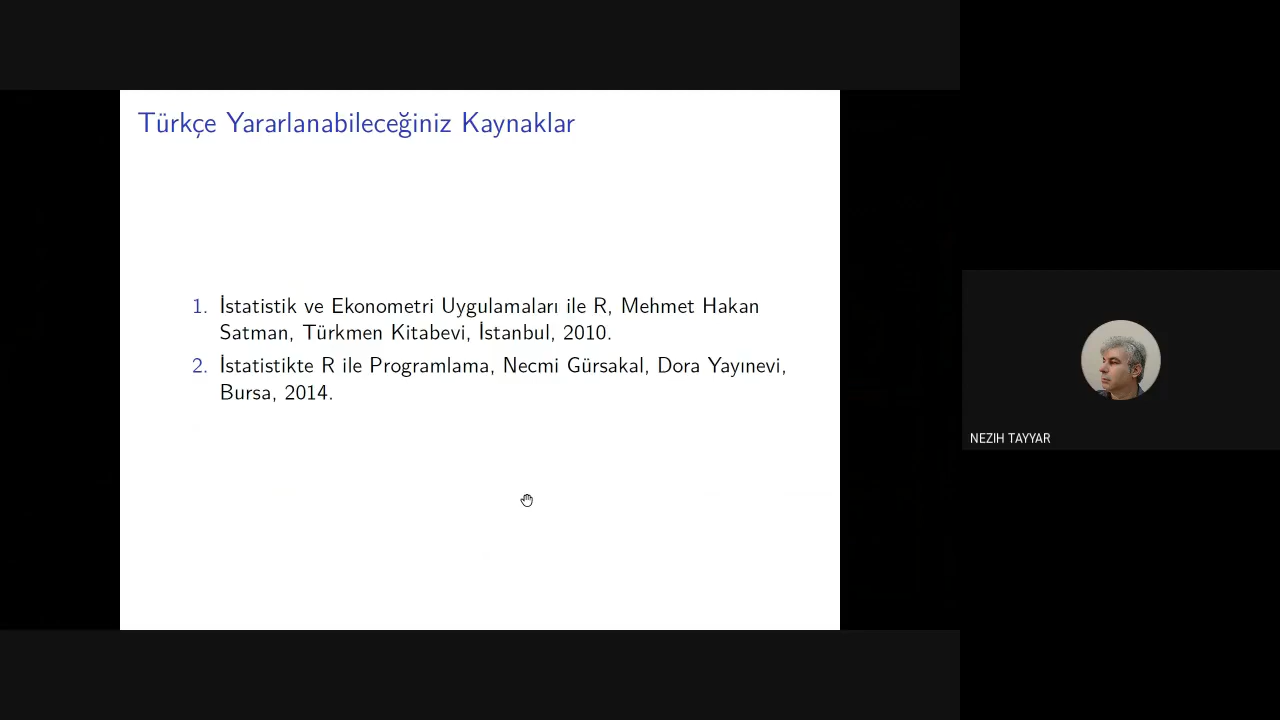 Türkçe Yararlanabileceğiniz Kaynaklar
1. İstatistik ve Ekonometri Uygulamaları ile R, Mehmet Hakan
Satman, Türkmen Kitabevi, İstanbul, 2010.
2. İstatistikte R ile Programlama, Necmi Gürsakal, Dora Yayınevi,
Bursa, 2014.
NEZIH TAYYAR